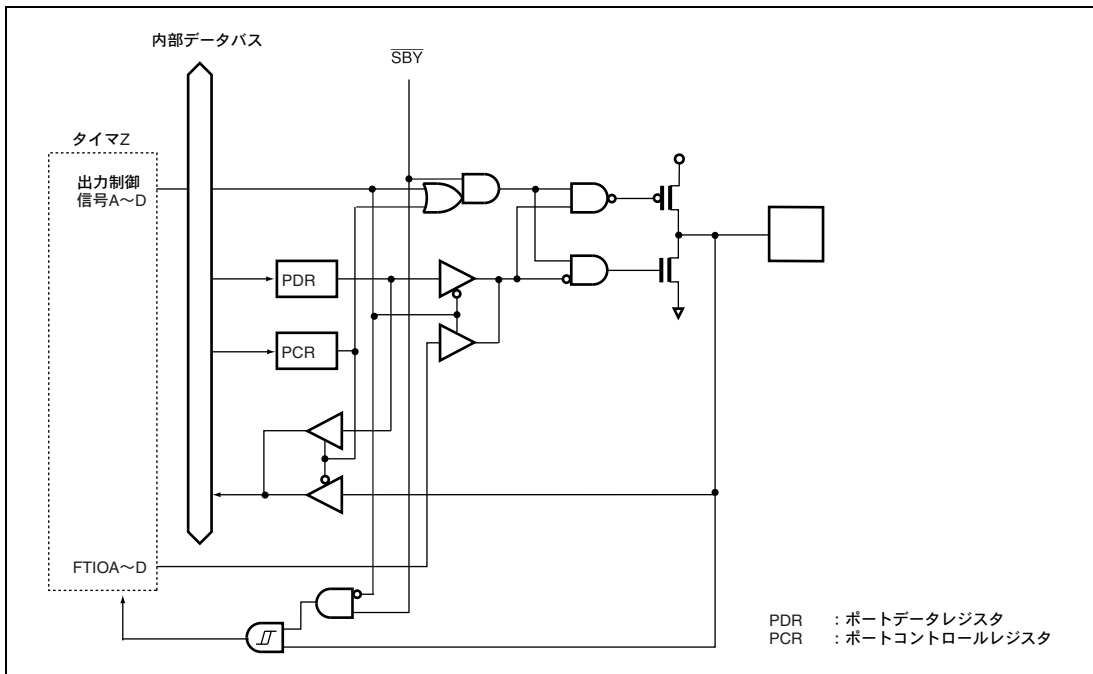 内部データバス
SBY
タイマZ
出力制御
信号A～D
PDR
PCR
FTIOA～D
PDR ：ポートデータレジスタ
PCR ：ポートコントロールレジスタ